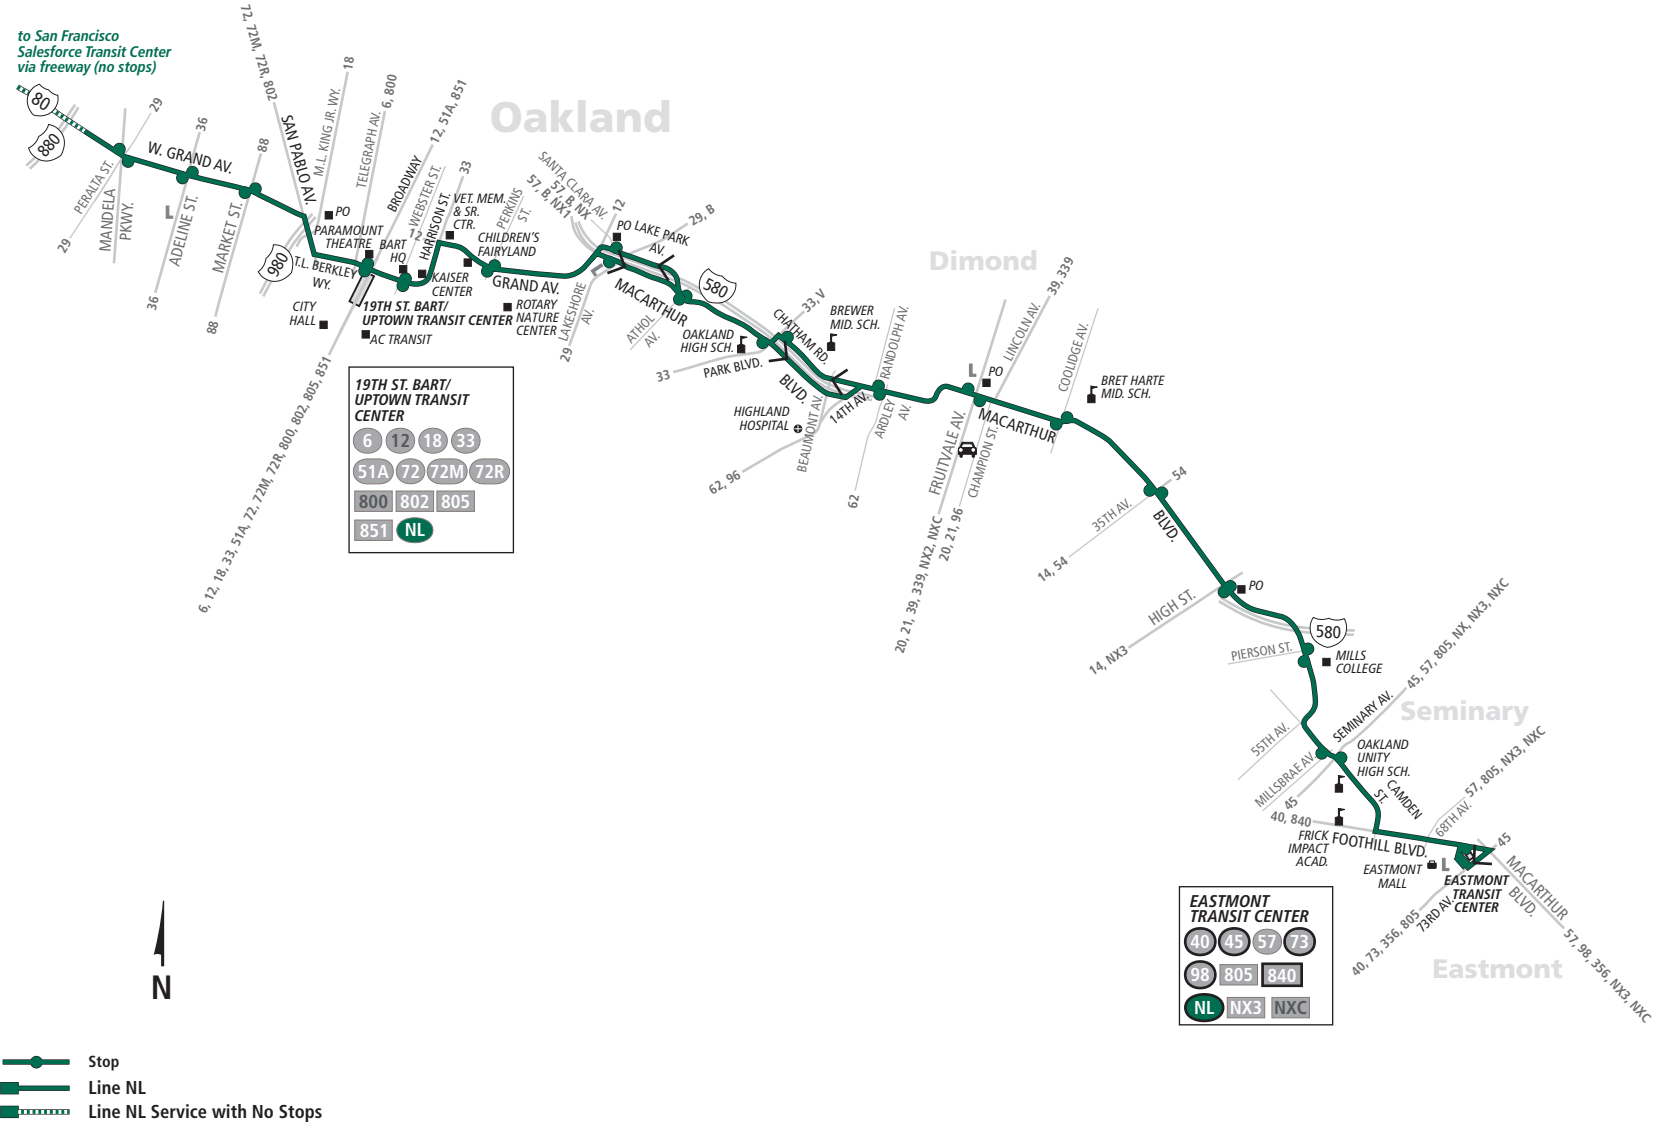 to San Francisco
Salesforce Transit Center
via freeway (no stops)
80
880
PERALTA ST.
29
29
MANDELA
PKWY.
W. GRAND AV.
36
ADELINE ST.
36
L
88
MARKET ST.
88
72, 72M, 72R, 802
SAN PABLO AV.
M.L. KING JR. WY.
18
PO
PARAMOUNT
THEATRE
TELEGRAPH AV.
6, 800
BROADWAY
12, 51A, 851
WEBSTER ST.
12
HARRISON ST.
33
BART
HQ
980
T.L. BERKLEY
WY.
CITY
HALL
19TH ST. BART/
UPTOWN TRANSIT CENTER
AC TRANSIT
KAISER
CENTER
VET. MEM.
& SR.
CTR.
CHILDREN'S
FAIRYLAND
PERKINS
ST.
GRAND AV.
ROTARY
NATURE
CENTER
6, 12, 18, 33, 51A, 72, 72M, 72R, 800, 802, 805, 851
Oakland
SANTA CLARA AV.
57, B, NX
57, B, NX1
12
PO
LAKE PARK
AV.
29, B
580
L
LAKESHORE
AV.
29
MACARTHUR
ATHOL
AV.
OAKLAND
HIGH SCH.
33
PARK BLVD.
CHATHAM RD.
33, V
BREWER
MID. SCH.
BLVD.
HIGHLAND
HOSPITAL
BEAUMONT AV.
14TH AV.
62, 96
RANDOLPH AV.
ARDLEY
AV.
62
Dimond
L
PO
LINCOLN AV.
39, 339
COOLIDGE AV.
BRET HARTE
MID. SCH.
MACARTHUR
FRUITVALE AV.
CHAMPION ST.
20, 21, 39, 339, NX2, NXC
20, 21, 96
54
35TH AV.
14, 54
BLVD.
PO
HIGH ST.
14, NX3
580
PIERSON ST.
MILLS
COLLEGE
55TH AV.
MILLSBRAE AV.
SEMINARY AV.
45, 57, 805, NX, NX3, NXC
Seminary
OAKLAND
UNITY
HIGH SCH.
45
40, 840
CAMDEN
ST.
FRICK
IMPACT
ACAD.
FOOTHILL BLVD.
68TH AV.
57, 805, NX3, NXC
45
EASTMONT
MALL
L
EASTMONT
TRANSIT
CENTER
MACARTHUR
BLVD.
73RD AV.
40, 73, 356, 805
57, 98, 356, NX3, NXC
Eastmont
19TH ST. BART/
UPTOWN TRANSIT
CENTER
6 12 18 33
51A 72 72M 72R
800 802 805
851 NL
EASTMONT
TRANSIT CENTER
40 45 57 73
98 805 840
NL NX3 NXC
N
Stop
Line NL
Line NL Service with No Stops